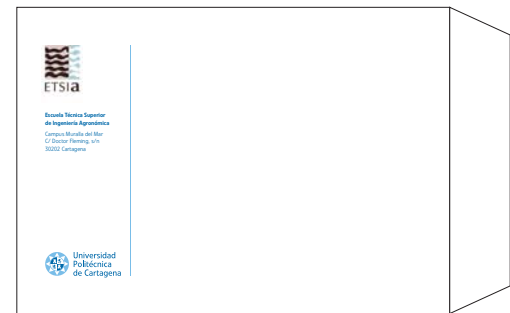 ETSIa
Escuela Técnica Superior
de Ingeniería Agronómica
Campus Muralla del Mar
C/ Doctor Fleming, s/n
30202 Cartagena
Universidad
Politécnica
de Cartagena